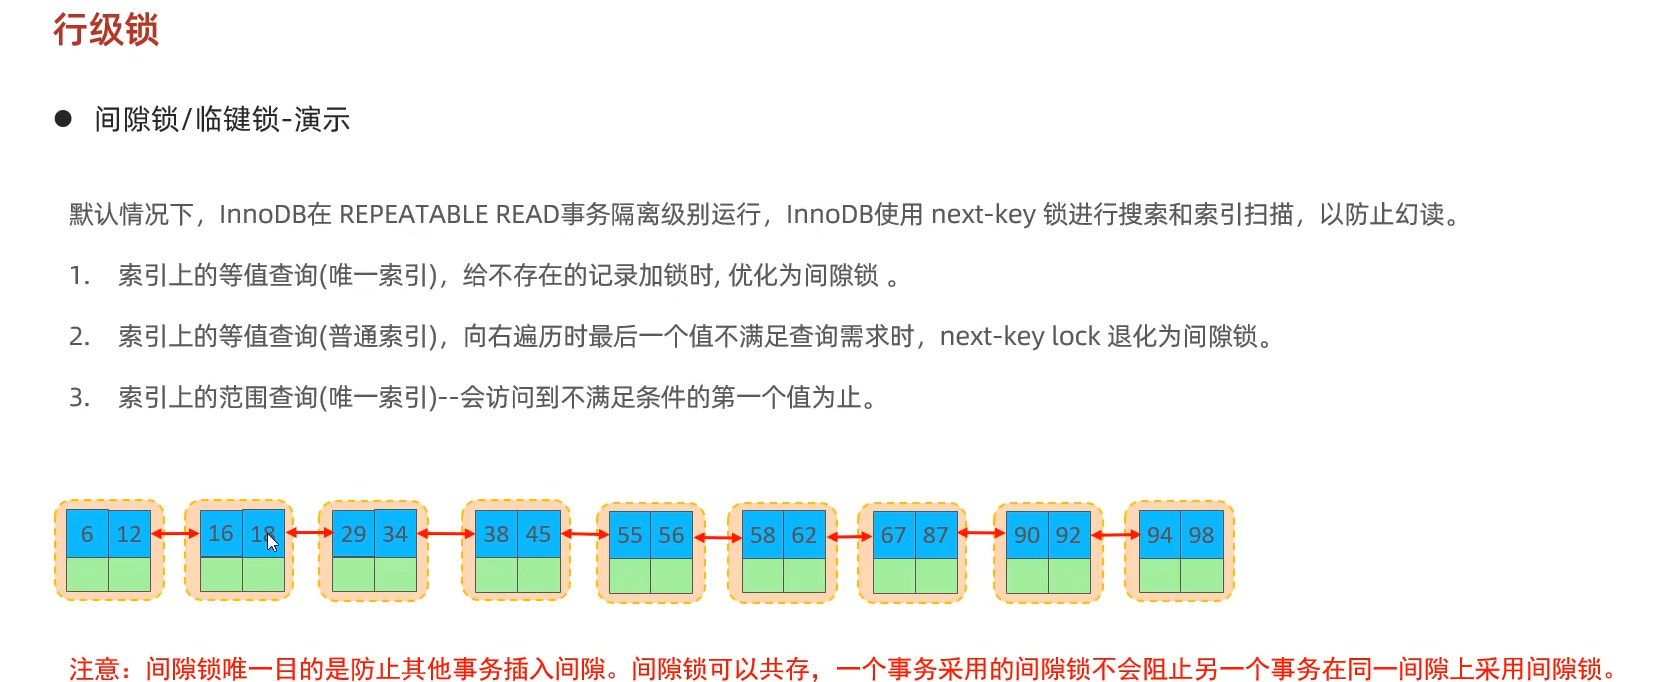 行级锁
● 间隙锁/临键锁-演示
默认情况下，InnoDB在 REPEATABLE READ事务隔离级别运行，InnoDB使用 next-key 锁进行搜索和索引扫描，以防止幻读。
1. 索引上的等值查询(唯一索引)，给不存在的记录加锁时, 优化为间隙锁 。
2. 索引上的等值查询(普通索引)，向右遍历时最后一个值不满足查询需求时，next-key lock 退化为间隙锁。
3. 索引上的范围查询(唯一索引)--会访问到不满足条件的第一个值为止。
6 12 16 18 29 34 38 45 55 56 58 62 67 87 90 92 94 98
注意：间隙锁唯一目的是防止其他事务插入间隙。间隙锁可以共存，一个事务采用的间隙锁不会阻止另一个事务在同一间隙上采用间隙锁。